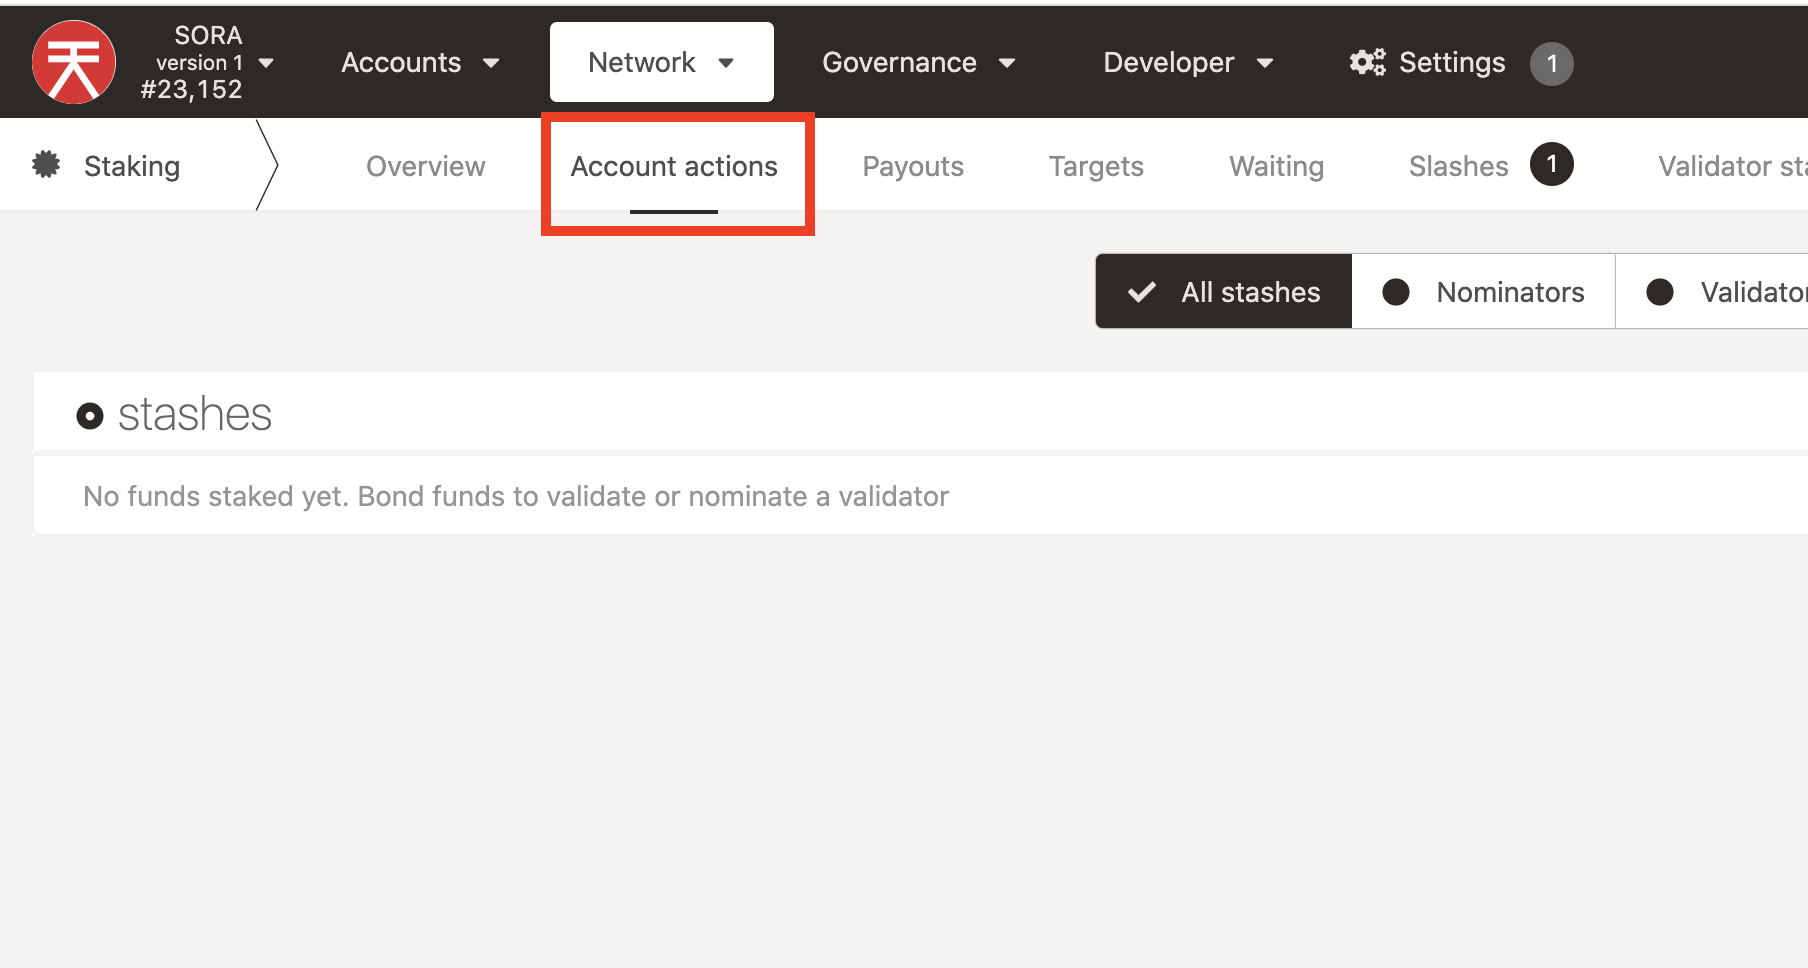 SORA
version 1
#23,152
Accounts
Network
Governance
Developer
Settings
1
Staking
Overview
Account actions
Payouts
Targets
Waiting
Slashes
1
Validator sta
All stashes
Nominators
Validator
stashes
No funds staked yet. Bond funds to validate or nominate a validator